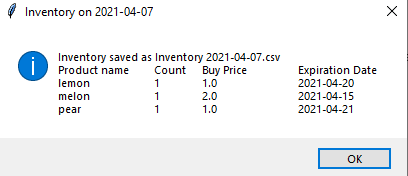 Inventory on 2021-04-07
Inventory saved as Inventory 2021-04-07.csv
Product name Count Buy Price Expiration Date
lemon 1 1.0 2021-04-20
melon 1 2.0 2021-04-15
pear 1 1.0 2021-04-21
OK